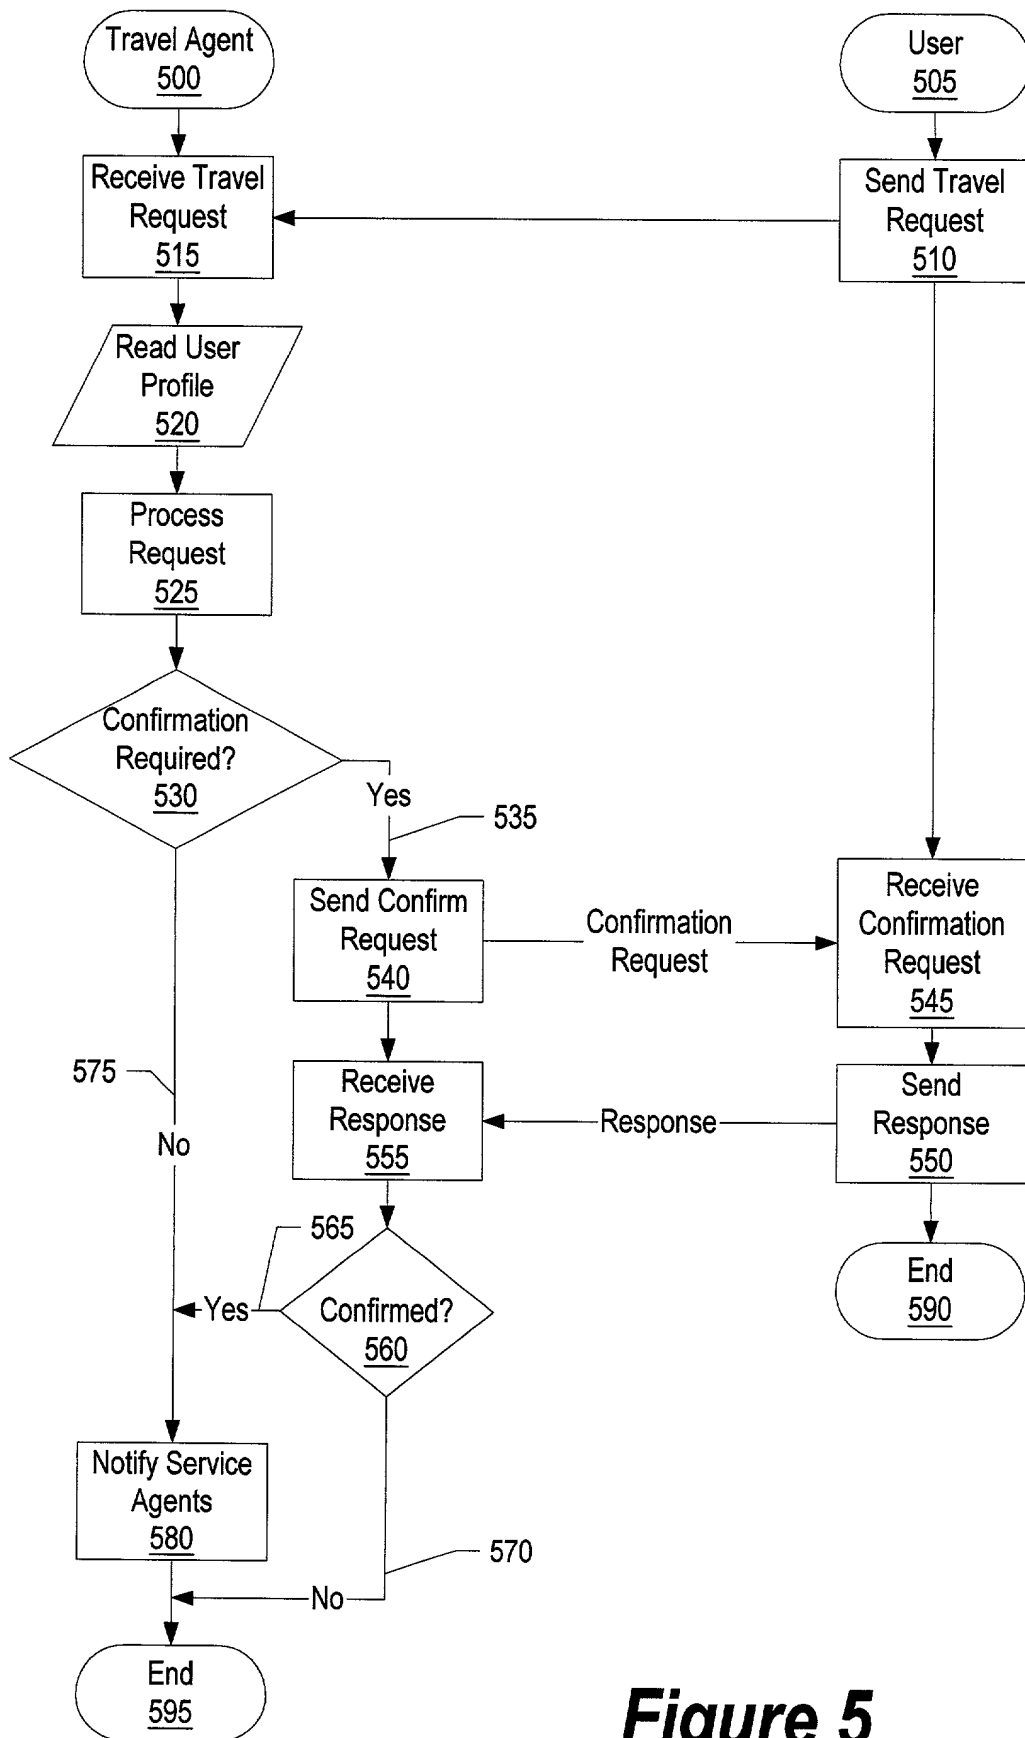 Travel Agent
500
User
505
Receive Travel
Request
515
Send Travel
Request
510
Read User
Profile
520
Process
Request
525
Confirmation
Required?
530
Yes
535
Send Confirm
Request
540
Confirmation
Request
Receive
Confirmation
Request
545
575
No
Receive
Response
555
Response
Send
Response
550
565
Yes
Confirmed?
560
End
590
Notify Service
Agents
580
570
No
End
595
Figure 5